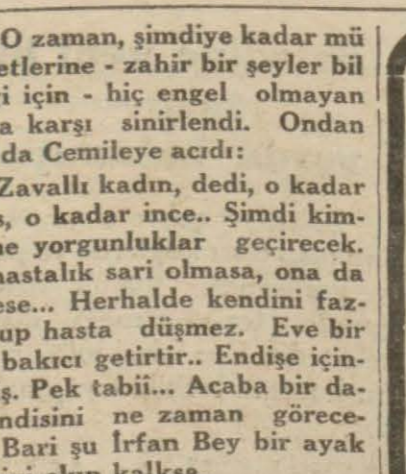 O zaman, şimdiye kadar mü
etlerine - zahir bir şeyler bil
i için - hiç engel olmayan
a karşı sinirlendi. Ondan
da Cemileye acıdı:
Zavallı kadın, dedi, o kadar
ş, o kadar ince.. Şimdi kim-
ne yorgunluklar geçirecek.
hastalık sari olmasa, ona da
ese... Herhalde kendini faz-
up hasta düşmez. Eve bir
bakıcı getirtir.. Endişe için-
ş. Pek tabiî... Acaba bir da-
ndisini ne zaman görece-
Bari şu İrfan Bey bir ayak
kalksa